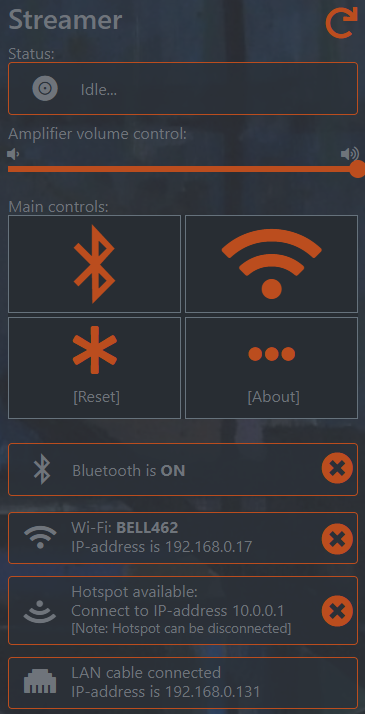 Streamer
Status:
Idle...
Amplifier volume control:
Main controls:
[Reset]
[About]
Bluetooth is ON
Wi-Fi: BELL462
IP-address is 192.168.0.17
Hotspot available:
Connect to IP-address 10.0.0.1
[Note: Hotspot can be disconnected]
LAN cable connected
IP-address is 192.168.0.131